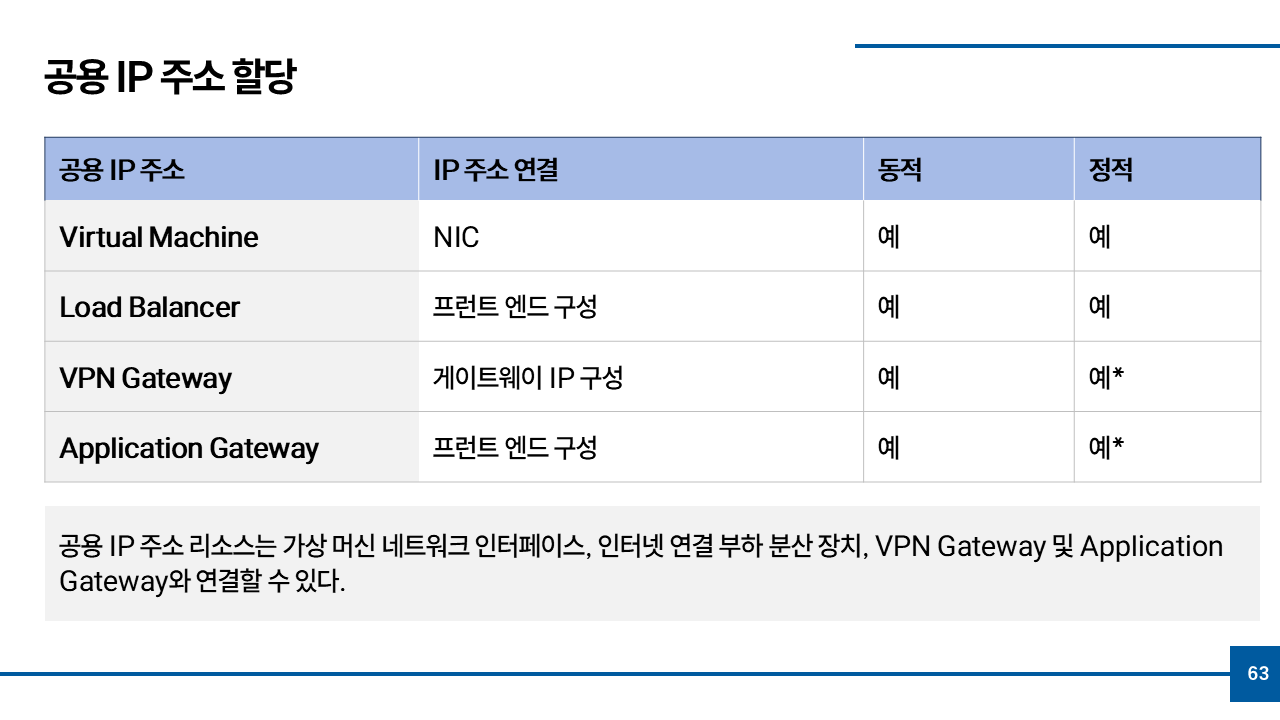 공용 IP 주소 할당
공용 IP 주소 IP 주소 연결 동적 정적
Virtual Machine NIC 예 예
Load Balancer 프런트 엔드 구성 예 예
VPN Gateway 게이트웨이 IP 구성 예 예*
Application Gateway 프런트 엔드 구성 예 예*
공용 IP 주소 리소스는 가상 머신 네트워크 인터페이스, 인터넷 연결 부하 분산 장치, VPN Gateway 및 Application
Gateway와 연결할 수 있다.
63